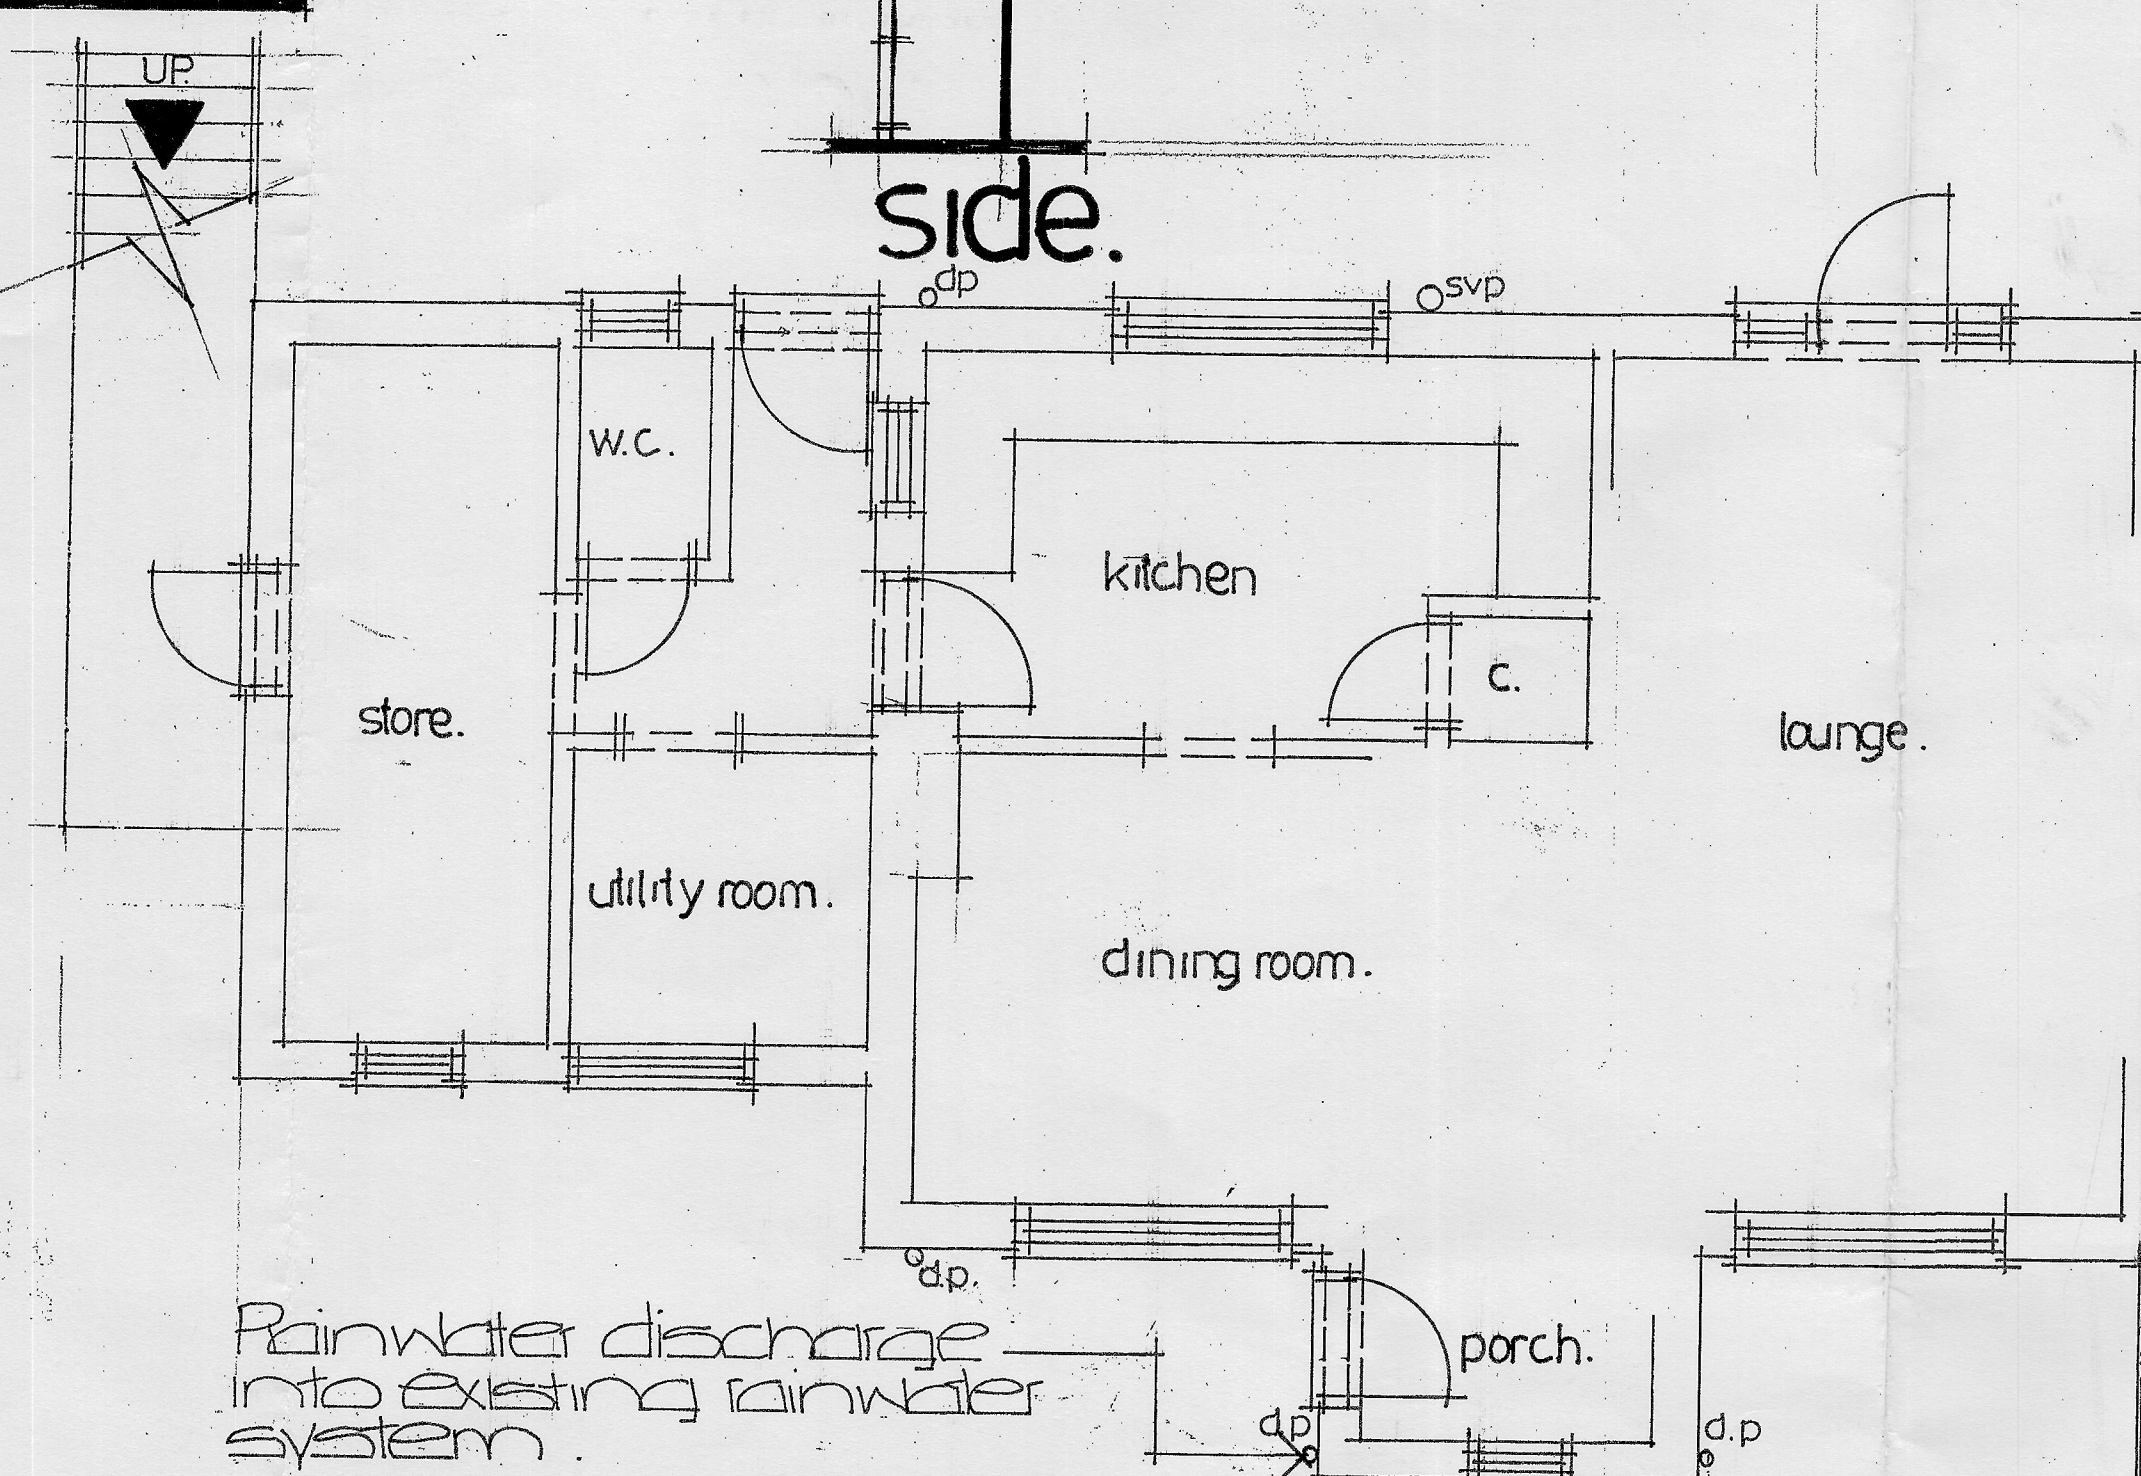 UP.
side.
dp
svp
W.C.
kitchen
c.
store.
lounge.
utility room.
dining room.
d.p.
Rainwater discharge
into existing rainwater
system.
porch.
d.p
d.p